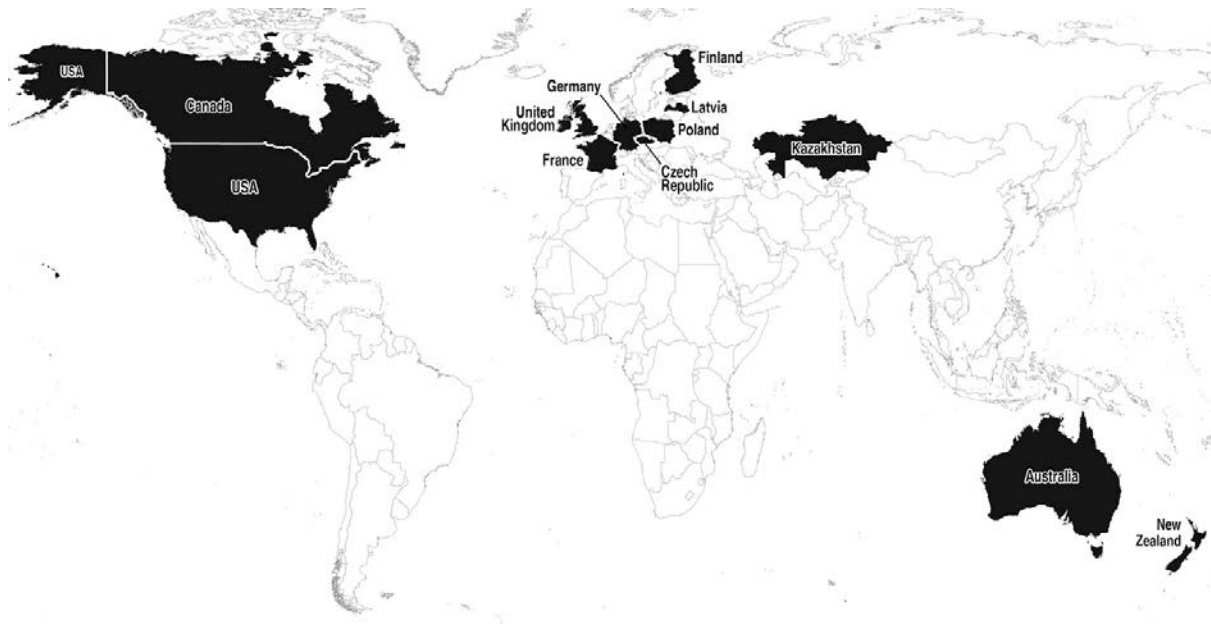 USA
Canada
USA
Finland
Germany
Latvia
United
Kingdom
Poland
France
Czech
Republic
Kazakhstan
Australia
New
Zealand